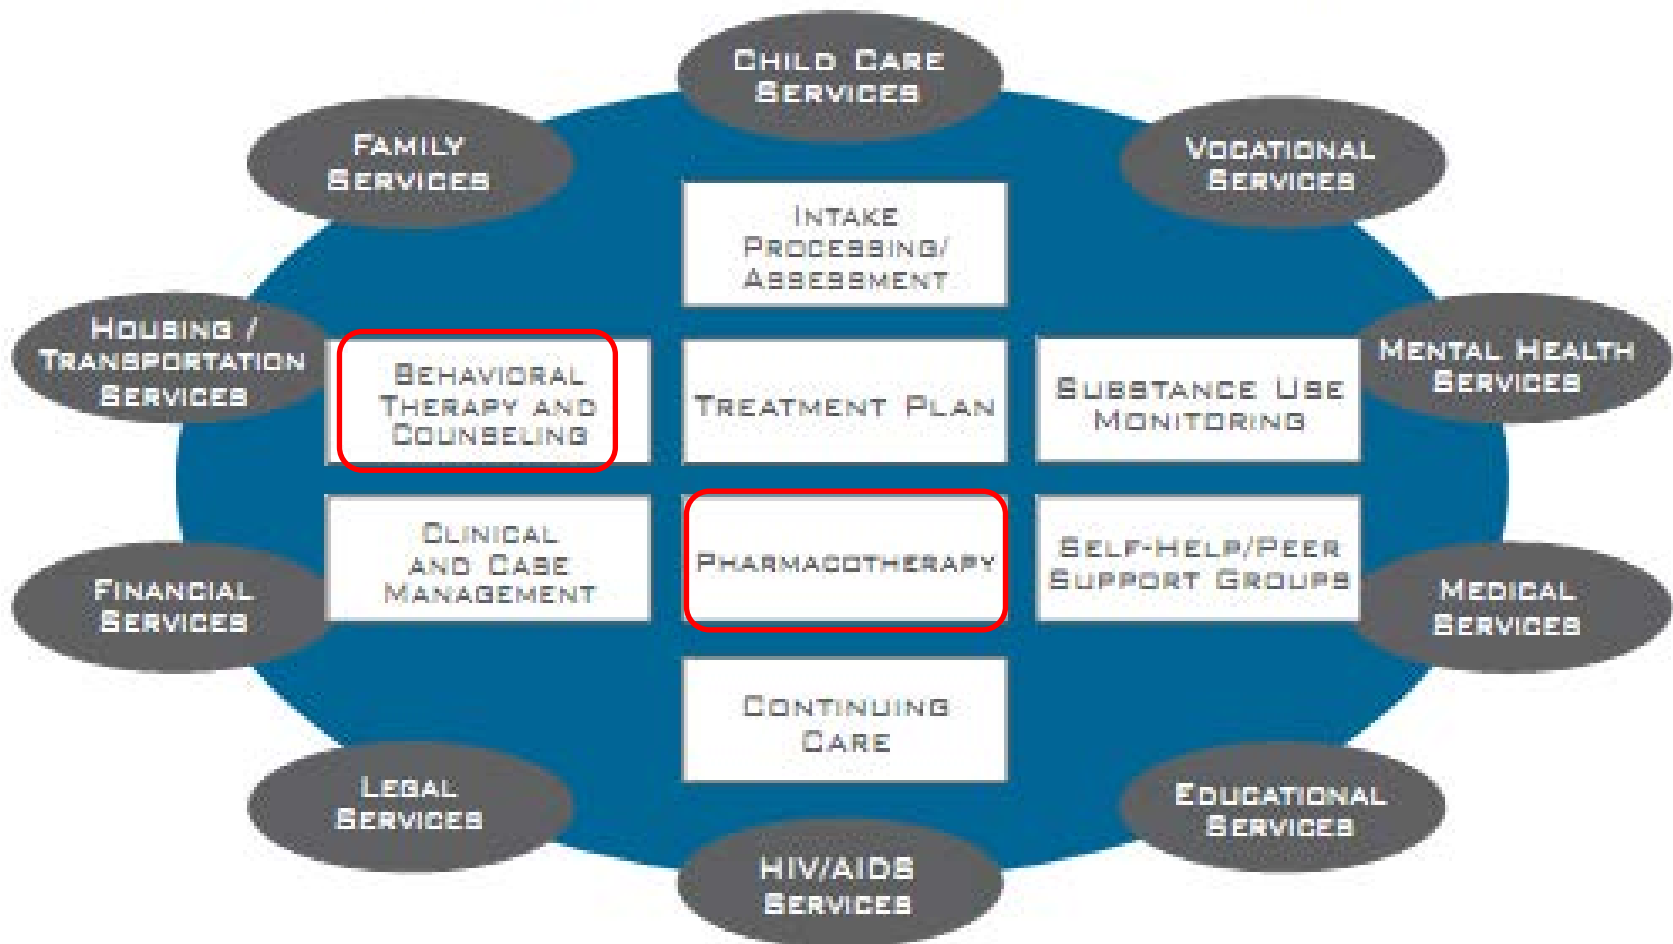 CHILD CARE
SERVICES
FAMILY
SERVICES
VOCATIONAL
SERVICES
INTAKE
PROCESSING/
ASSESSMENT
HOUSING /
TRANSPORTATION
SERVICES
BEHAVIORAL
THERAPY AND
COUNSELING
TREATMENT PLAN
SUBSTANCE USE
MONITORING
MENTAL HEALTH
SERVICES
CLINICAL
AND CASE
MANAGEMENT
PHARMACOTHERAPY
SELF-HELP/PEER
SUPPORT GROUPS
FINANCIAL
SERVICES
MEDICAL
SERVICES
CONTINUING
CARE
LEGAL
SERVICES
EDUCATIONAL
SERVICES
HIV/AIDS
SERVICES